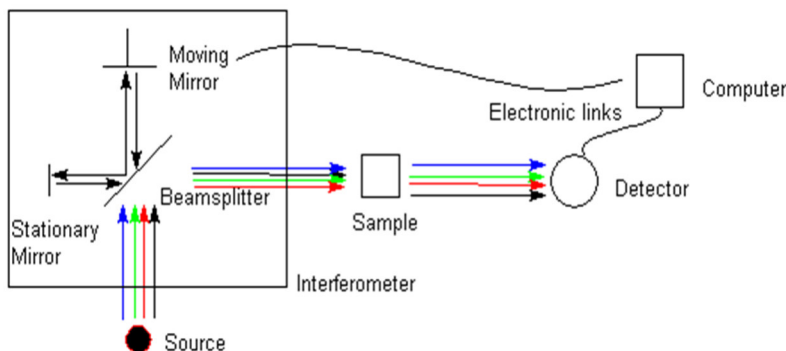 Moving
Mirror
Computer
Electronic links
Beamsplitter
Detector
Sample
Stationary
Mirror
Interferometer
Source